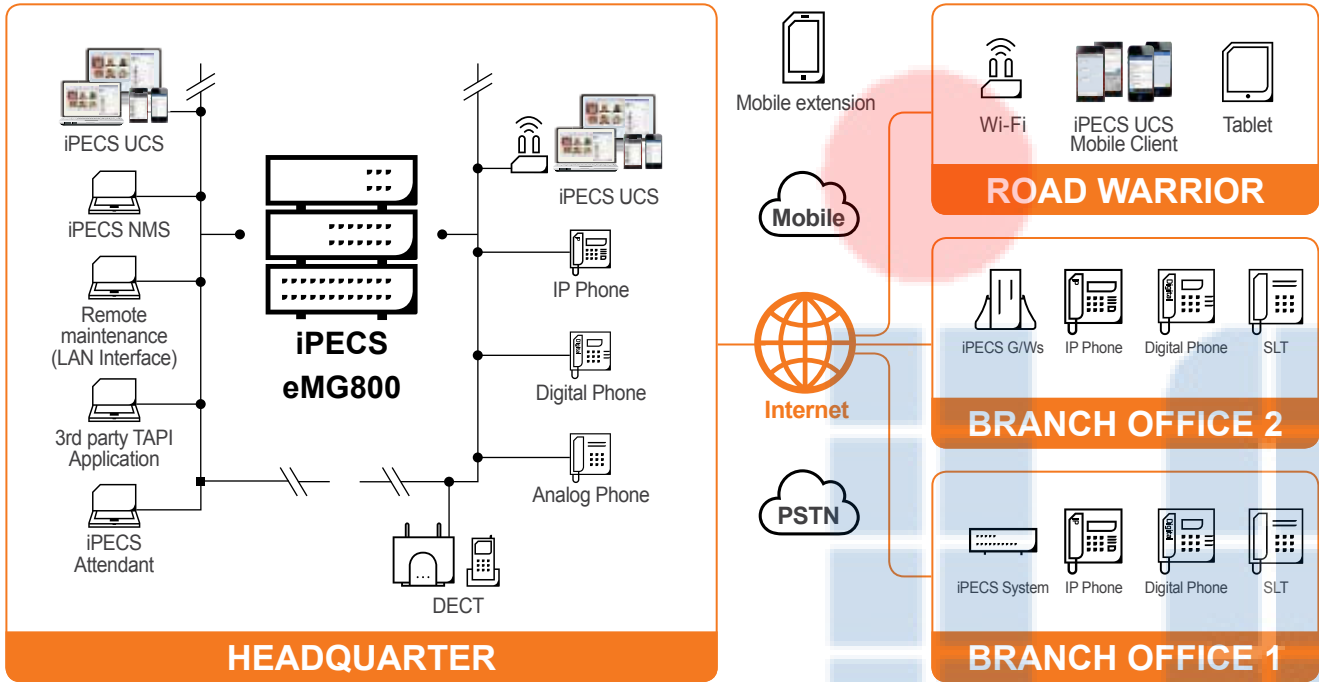 iPECS UCS
iPECS NMS
Remote
maintenance
(LAN Interface)
3rd party TAPI
Application
iPECS
Attendant
iPECS
eMG800
iPECS UCS
IP Phone
Digital Phone
Analog Phone
DECT
HEADQUARTER
Mobile extension
Mobile
Internet
PSTN
Wi-Fi
iPECS UCS
Mobile Client
Tablet
ROAD WARRIOR
iPECS G/Ws
IP Phone
Digital Phone
SLT
BRANCH OFFICE 2
iPECS System
IP Phone
Digital Phone
SLT
BRANCH OFFICE 1